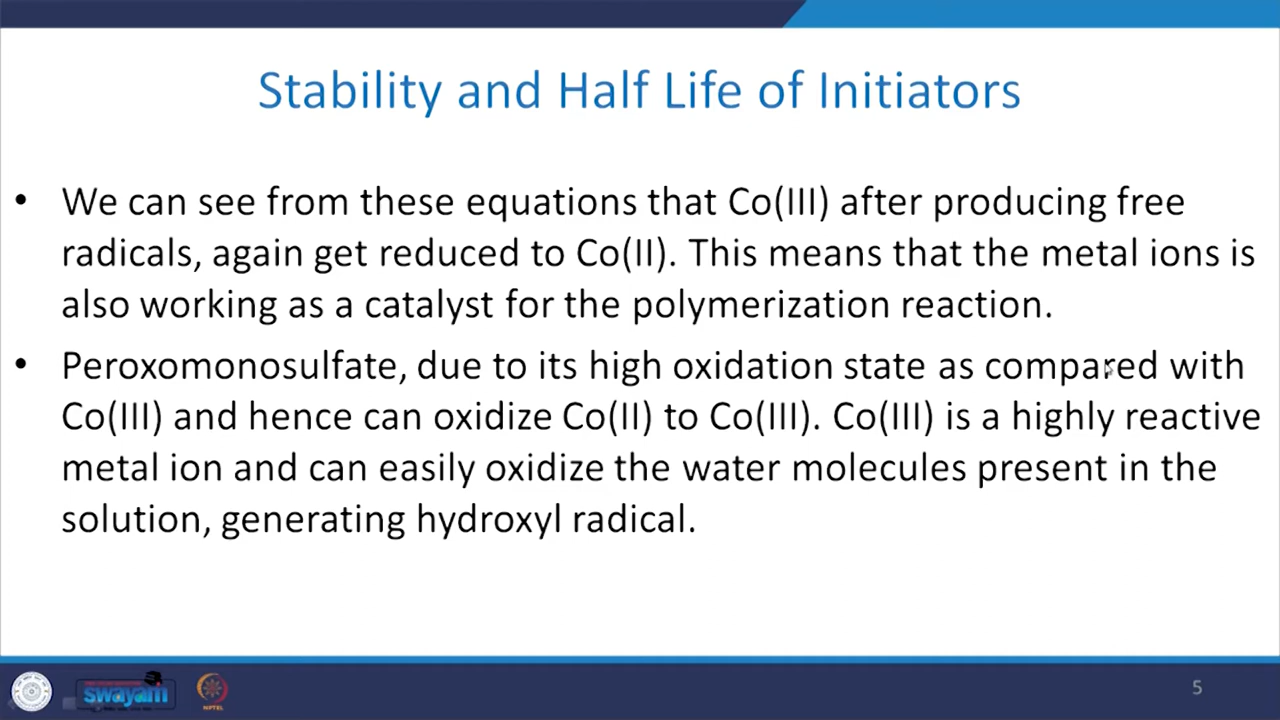 Stability and Half Life of Initiators
• We can see from these equations that Co(III) after producing free
radicals, again get reduced to Co(II). This means that the metal ions is
also working as a catalyst for the polymerization reaction.
• Peroxomonosulfate, due to its high oxidation state as compared with
Co(III) and hence can oxidize Co(II) to Co(III). Co(III) is a highly reactive
metal ion and can easily oxidize the water molecules present in the
solution, generating hydroxyl radical.
swayam
NPTEL
5